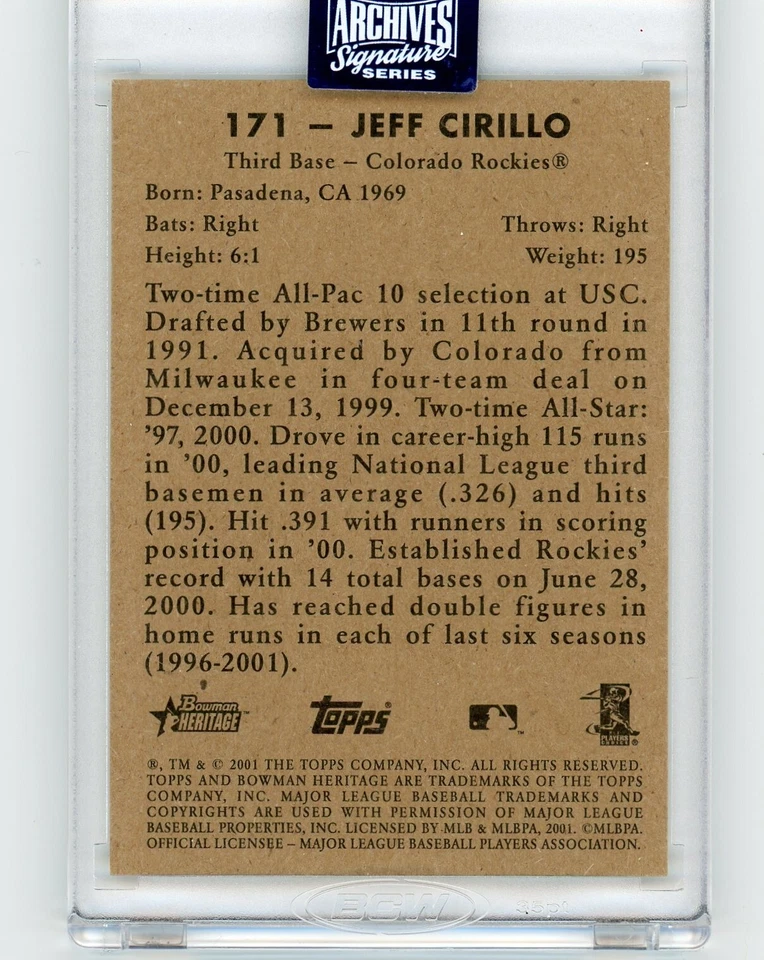 ARCHIVES
Signature
SERIES
171 – JEFF CIRILLO
Third Base – Colorado Rockies®
Born: Pasadena, CA 1969
Bats: Right Throws: Right
Height: 6:1 Weight: 195
Two-time All-Pac 10 selection at USC.
Drafted by Brewers in 11th round in
1991. Acquired by Colorado from
Milwaukee in four-team deal on
December 13, 1999. Two-time All-Star:
’97, 2000. Drove in career-high 115 runs
in ’00, leading National League third
basemen in average (.326) and hits
(195). Hit .391 with runners in scoring
position in ’00. Established Rockies’
record with 14 total bases on June 28,
2000. Has reached double figures in
home runs in each of last six seasons
(1996-2001).
Bowman
HERITAGE™
TOPPS®
PLAYERS
®, TM & © 2001 THE TOPPS COMPANY, INC. ALL RIGHTS RESERVED.
TOPPS AND BOWMAN HERITAGE ARE TRADEMARKS OF THE TOPPS
COMPANY, INC. MAJOR LEAGUE BASEBALL TRADEMARKS AND
COPYRIGHTS ARE USED WITH PERMISSION OF MAJOR LEAGUE
BASEBALL PROPERTIES, INC. LICENSED BY MLB & MLBPA, 2001. ©MLBPA.
OFFICIAL LICENSEE – MAJOR LEAGUE BASEBALL PLAYERS ASSOCIATION.
BCW